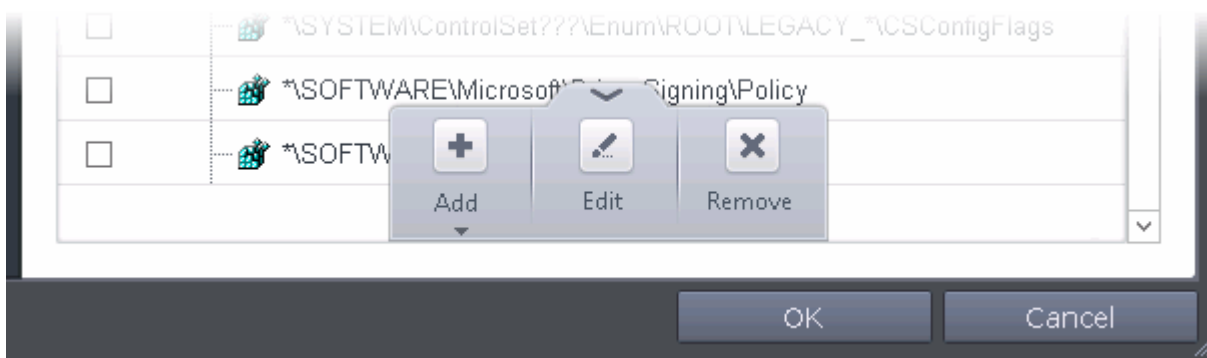 *\SYSTEM\ControlSet???\Enum\ROOT\LEGACY_*\CSConfigFlags
*\SOFTWARE\Microsoft\ Signing\Policy
*\SOFTW
Add
Edit
Remove
OK
Cancel